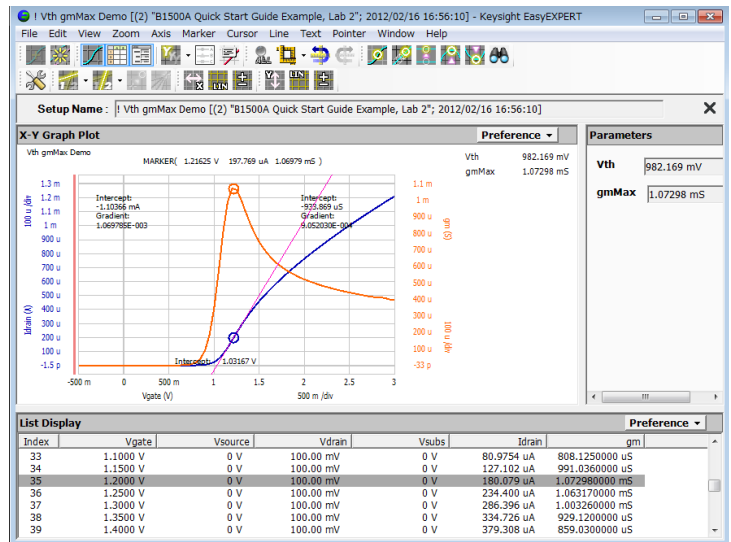 ! Vth gmMax Demo [(2) "B1500A Quick Start Guide Example, Lab 2"; 2012/02/16 16:56:10] - Keysight EasyEXPERT
File Edit View Zoom Axis Marker Cursor Line Text Pointer Window Help
Setup Name : ! Vth gmMax Demo [(2) "B1500A Quick Start Guide Example, Lab 2"; 2012/02/16 16:56:10]
X-Y Graph Plot Preference
Parameters
Vth gmMax Demo
MARKER( 1.21625 V 197.769 uA 1.06979 mS )
Vth 982.169 mV
gmMax 1.07298 mS
Vth 982.169 mV
gmMax 1.07298 mS
100 u /div
Idrain (A)
1.3 m
1.2 m
1.1 m
1 m
900 u
800 u
700 u
600 u
500 u
400 u
300 u
200 u
100 u
-1.5 p
Intercept:
-1.10366 mA
Gradient:
1.069785E-003
Intercept:
-935.869 uS
Gradient:
9.052030E-004
Intercept: 1.03167 V
1.1 m
1 m
900 u
800 u
700 u
600 u
500 u
400 u
300 u
200 u
100 u
-33 p
gm (S)
100 u /div
-500 m 0 500 m 1 1.5 2 2.5 3
Vgate (V) 500 m /div
List Display Preference
Index Vgate Vsource Vdrain Vsubs Idrain gm
33 1.1000 V 0 V 100.00 mV 0 V 80.9754 uA 808.1250000 uS
34 1.1500 V 0 V 100.00 mV 0 V 127.102 uA 991.0360000 uS
35 1.2000 V 0 V 100.00 mV 0 V 180.079 uA 1.072980000 mS
36 1.2500 V 0 V 100.00 mV 0 V 234.400 uA 1.063170000 mS
37 1.3000 V 0 V 100.00 mV 0 V 286.396 uA 1.003260000 mS
38 1.3500 V 0 V 100.00 mV 0 V 334.726 uA 929.1200000 uS
39 1.4000 V 0 V 100.00 mV 0 V 379.308 uA 859.0300000 uS